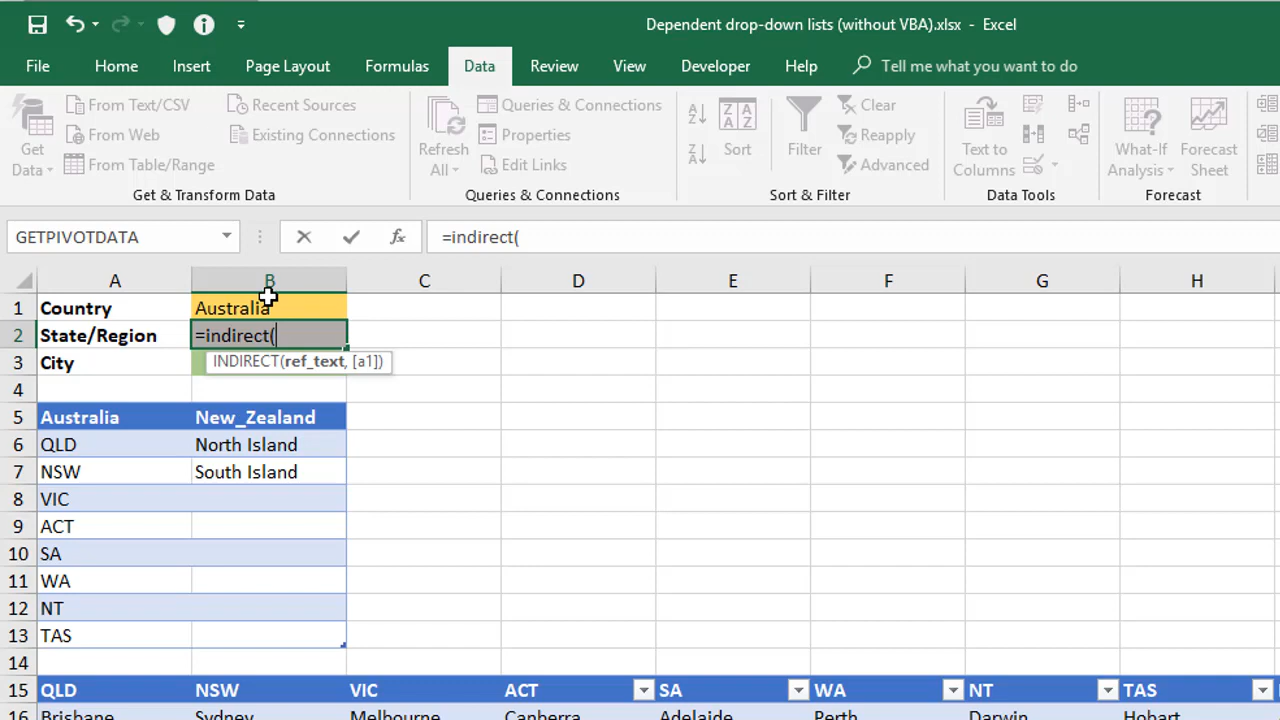 Dependent drop-down lists (without VBA).xlsx - Excel
File Home Insert Page Layout Formulas Data Review View Developer Help Tell me what you want to do
From Text/CSV Recent Sources Queries & Connections Clear
From Web Existing Connections Properties Reapply
Get Data From Table/Range Refresh All Edit Links Sort Filter Advanced Text to Columns What-If Analysis Forecast Sheet
Get & Transform Data Queries & Connections Sort & Filter Data Tools Forecast
GETPIVOTDATA fx =indirect(
A B C D E F G H
1 Country Australia
2 State/Region =indirect(
3 City INDIRECT(ref_text, [a1])
4
5 Australia New_Zealand
6 QLD North Island
7 NSW South Island
8 VIC
9 ACT
10 SA
11 WA
12 NT
13 TAS
14
15 QLD NSW VIC ACT SA WA NT TAS
16 Brisbane Sydney Melbourne Canberra Adelaide Perth Darwin Hobart